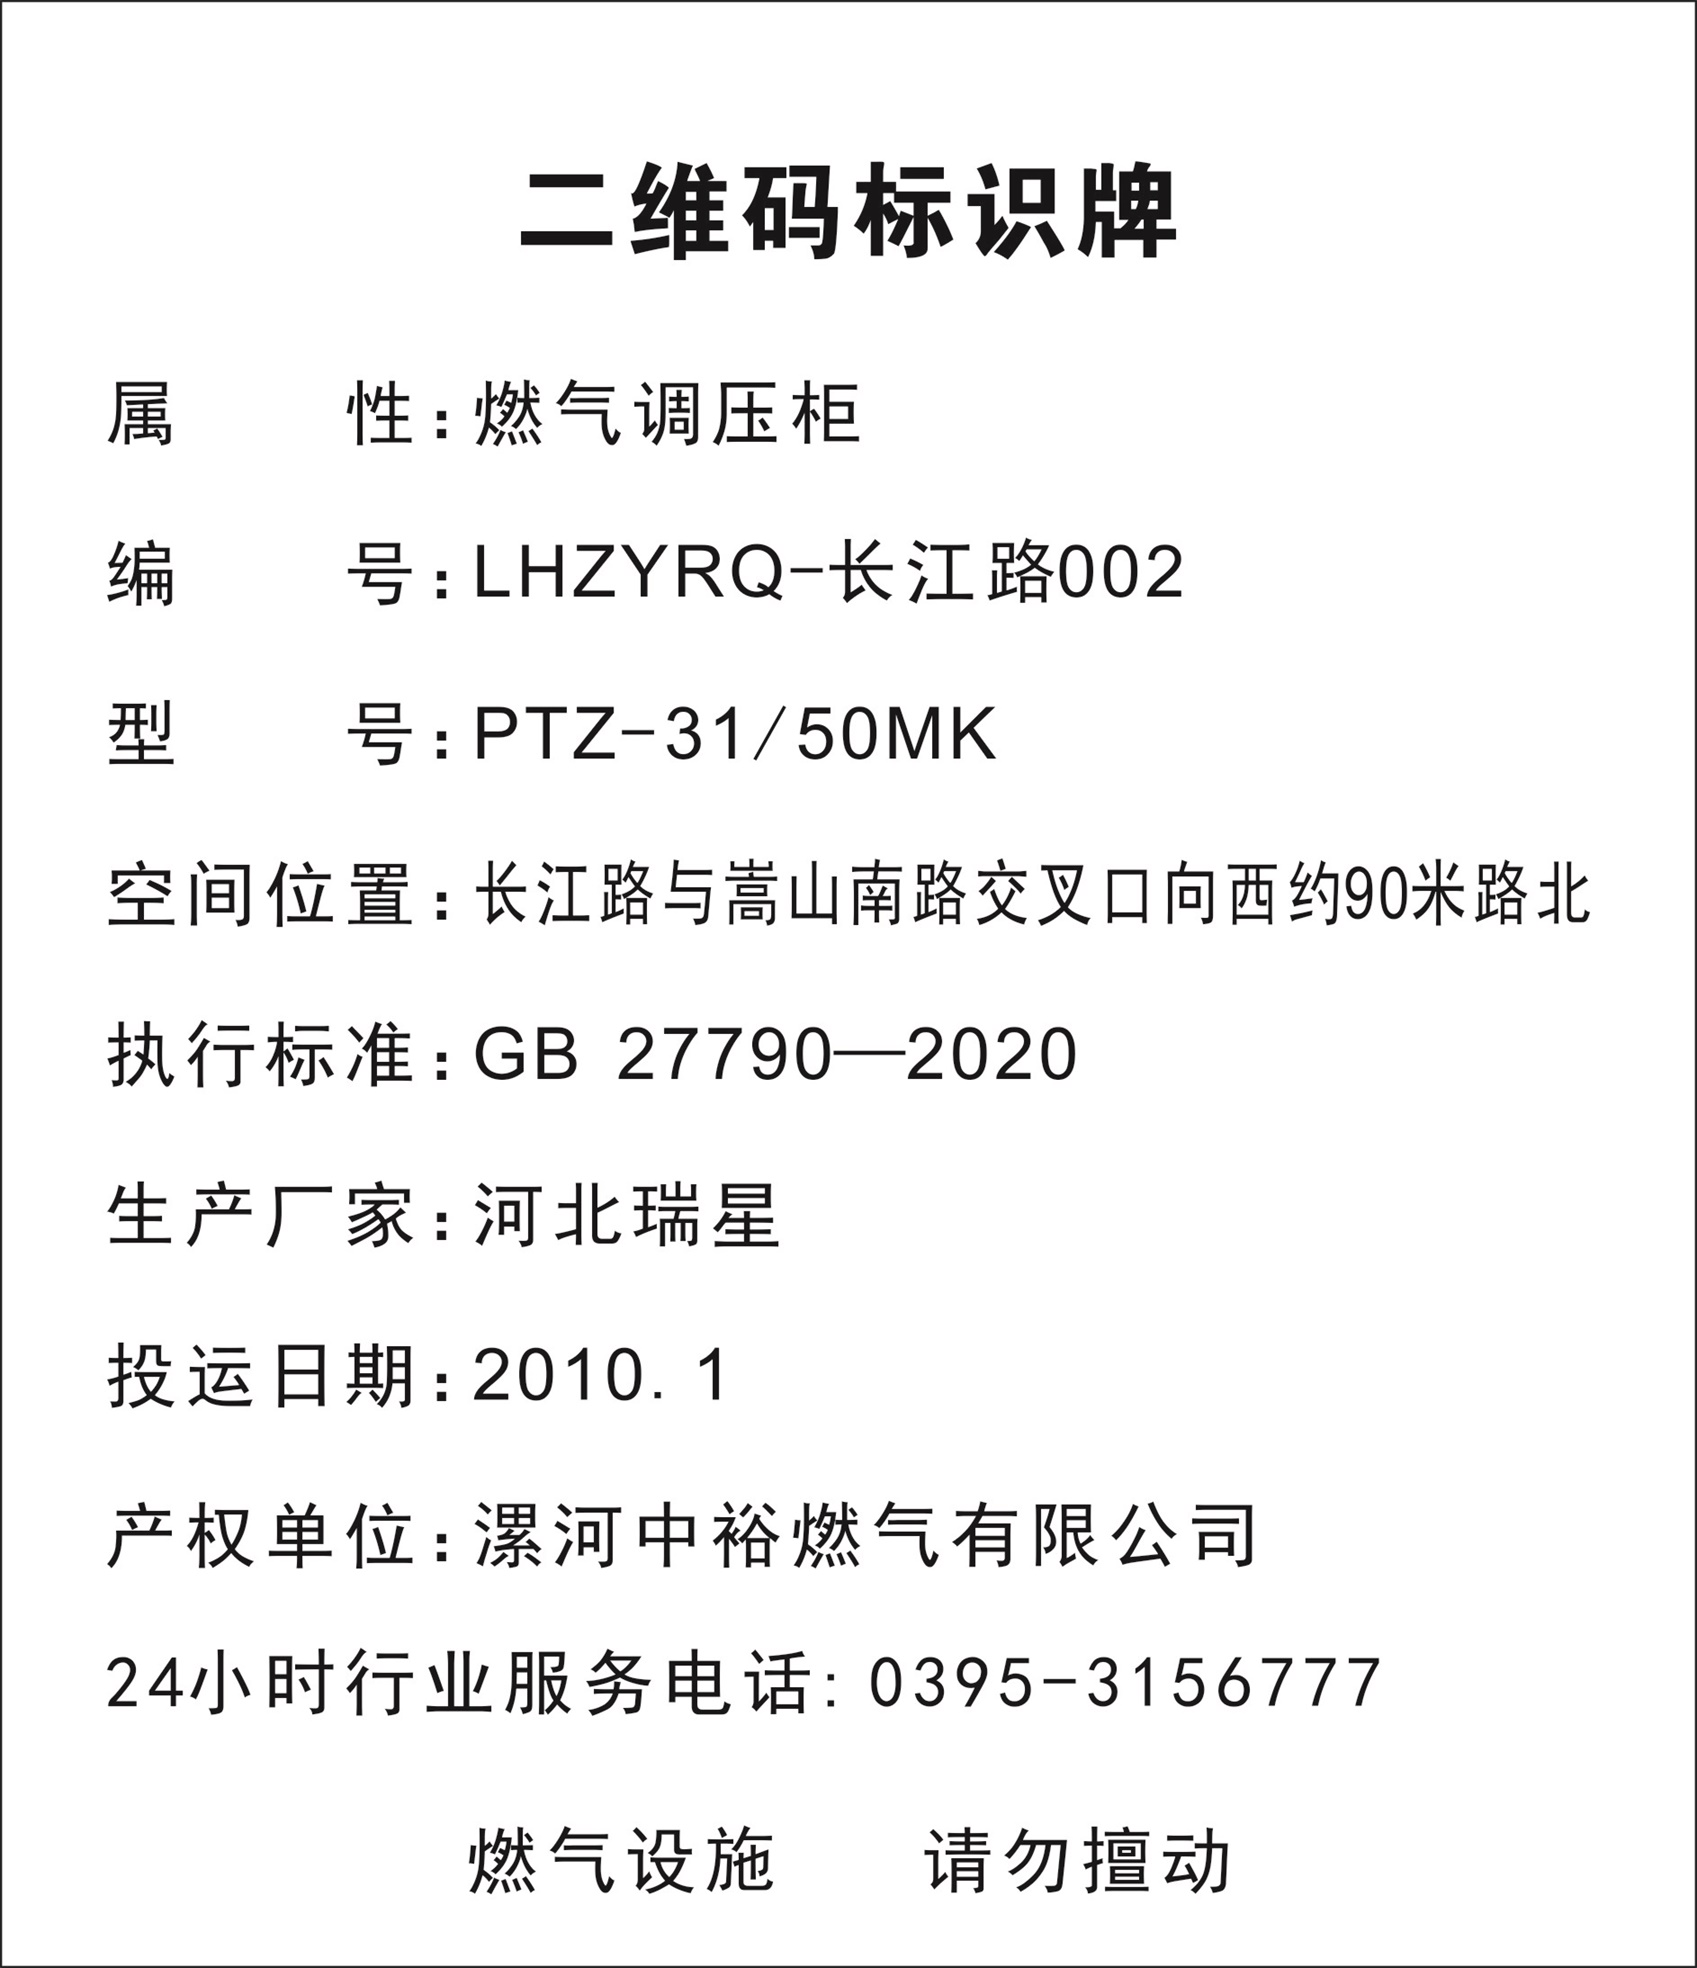 二维码标识牌
属 性:燃气调压柜
编 号:LHZYRQ-长江路002
型 号:PTZ-31/50MK
空间位置:长江路与嵩山南路交叉口向西约90米路北
执行标准:GB 27790—2020
生产厂家:河北瑞星
投运日期:2010.1
产权单位:漯河中裕燃气有限公司
24小时行业服务电话:0395-3156777
燃气设施 请勿擅动